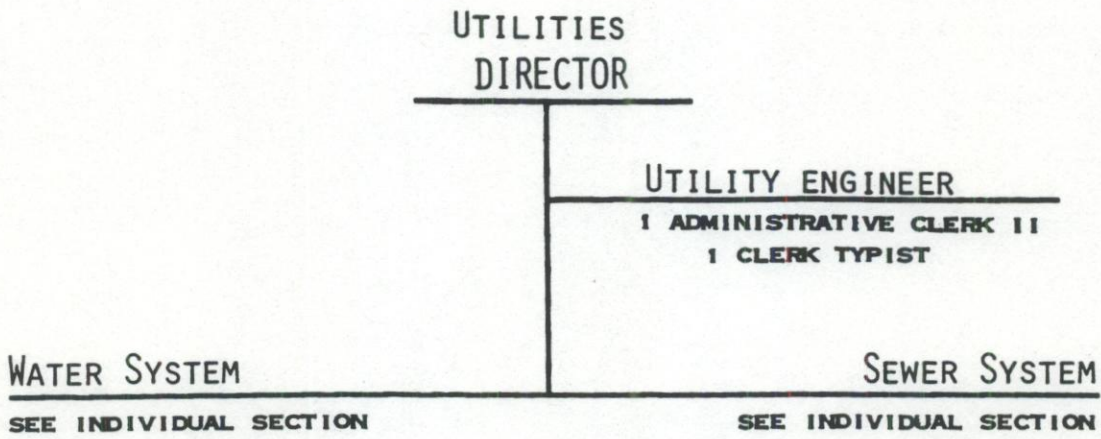 UTILITIES
DIRECTOR
UTILITY ENGINEER
1 ADMINISTRATIVE CLERK II
1 CLERK TYPIST
WATER SYSTEM
SEWER SYSTEM
SEE INDIVIDUAL SECTION
SEE INDIVIDUAL SECTION